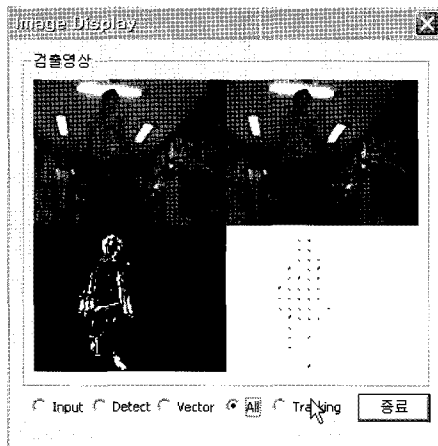 Image Display
검출영상
Input Detect Vector All Tracking 종료